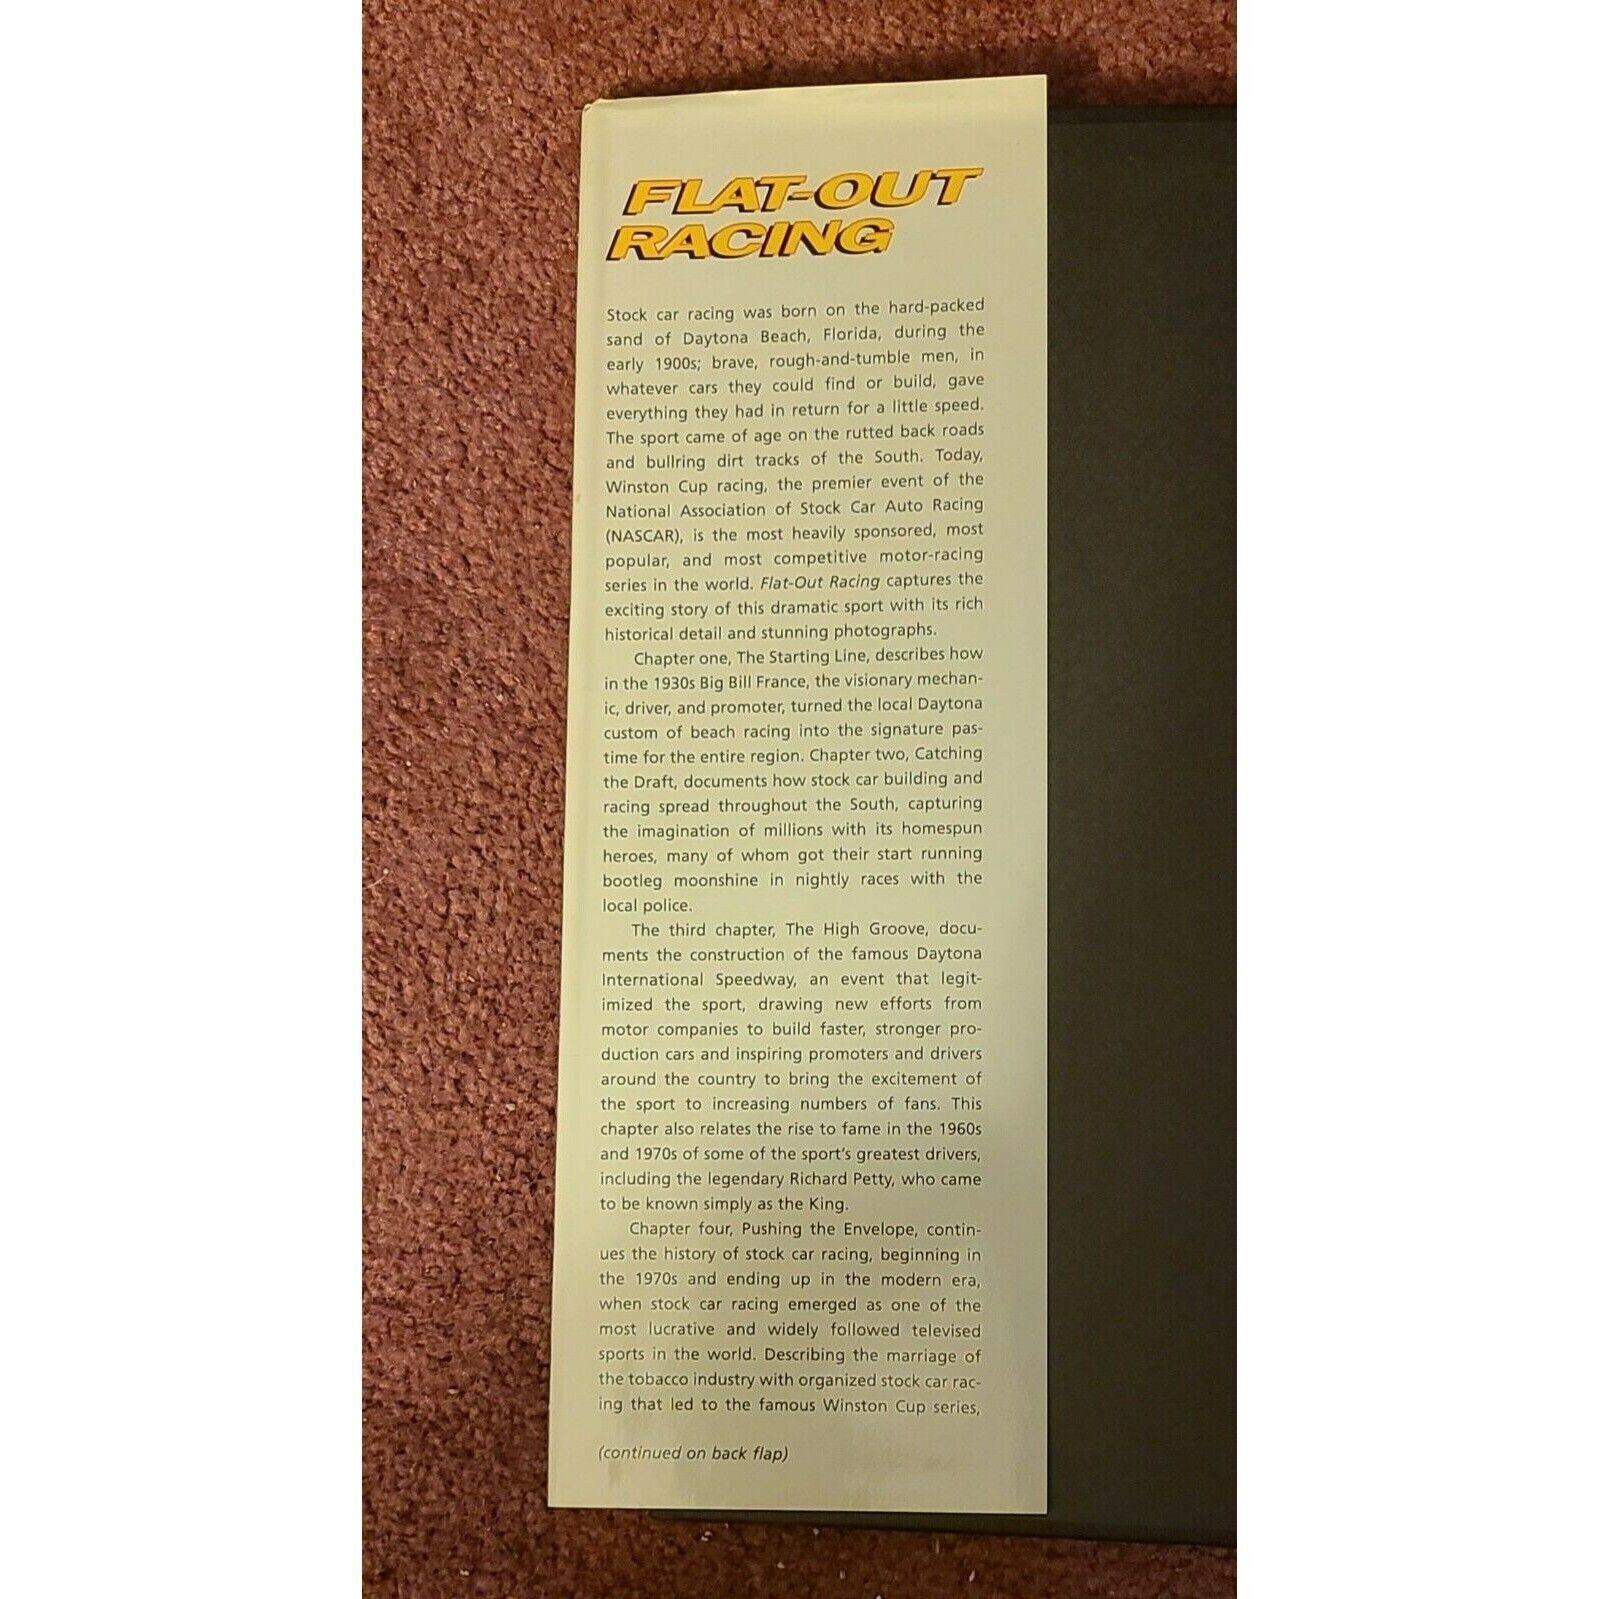 FLAT-OUT
RACING
Stock car racing was born on the hard-packed
sand of Daytona Beach, Florida, during the
early 1900s; brave, rough-and-tumble men, in
whatever cars they could find or build, gave
everything they had in return for a little speed.
The sport came of age on the rutted back roads
and bullring dirt tracks of the South. Today,
Winston Cup racing, the premier event of the
National Association of Stock Car Auto Racing
(NASCAR), is the most heavily sponsored, most
popular, and most competitive motor-racing
series in the world. Flat-Out Racing captures the
exciting story of this dramatic sport with its rich
historical detail and stunning photographs.
Chapter one, The Starting Line, describes how
in the 1930s Big Bill France, the visionary mechan-
ic, driver, and promoter, turned the local Daytona
custom of beach racing into the signature pas-
time for the entire region. Chapter two, Catching
the Draft, documents how stock car building and
racing spread throughout the South, capturing
the imagination of millions with its homespun
heroes, many of whom got their start running
bootleg moonshine in nightly races with the
local police.
The third chapter, The High Groove, docu-
ments the construction of the famous Daytona
International Speedway, an event that legit-
imized the sport, drawing new efforts from
motor companies to build faster, stronger pro-
duction cars and inspiring promoters and drivers
around the country to bring the excitement of
the sport to increasing numbers of fans. This
chapter also relates the rise to fame in the 1960s
and 1970s of some of the sport's greatest drivers,
including the legendary Richard Petty, who came
to be known simply as the King.
Chapter four, Pushing the Envelope, contin-
ues the history of stock car racing, beginning in
the 1970s and ending up in the modern era,
when stock car racing emerged as one of the
most lucrative and widely followed televised
sports in the world. Describing the marriage of
the tobacco industry with organized stock car rac-
ing that led to the famous Winston Cup series,
(continued on back flap)